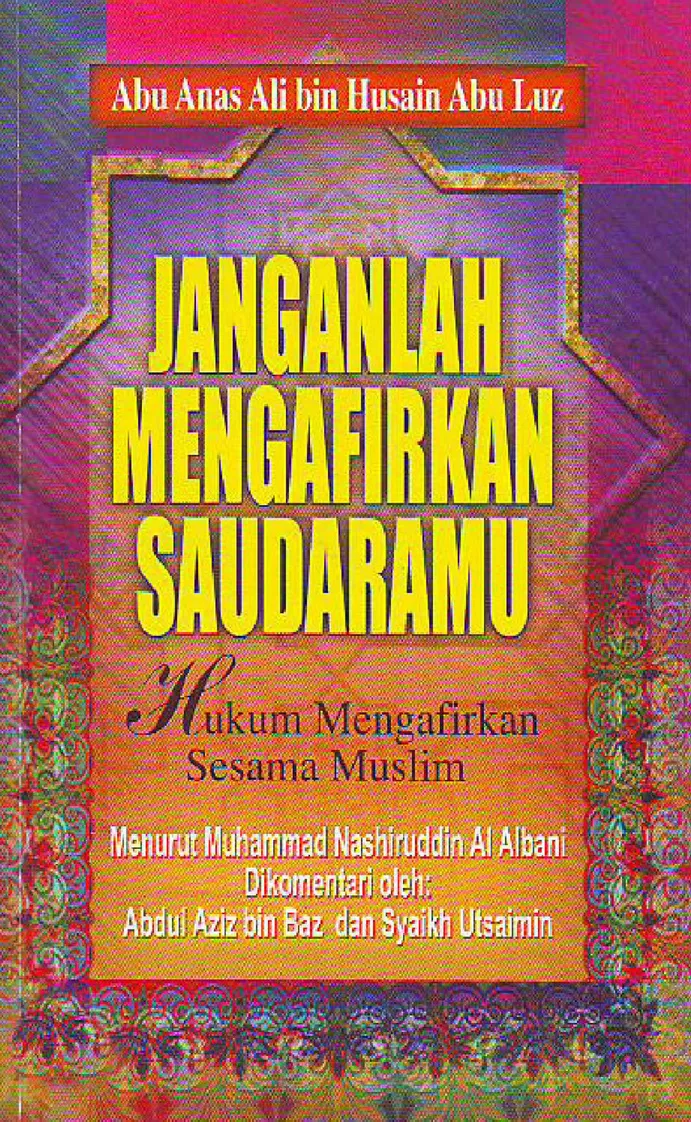 Abu Anas Ali bin Husain Abu Luz
JANGANLAH
MENGAFIRKAN
SAUDARAMU
Hukum Mengafirkan
Sesama Muslim
Menurut Muhammad Nashiruddin Al Albani
Dikomentari oleh:
Abdul Aziz bin Baz dan Syaikh Utsaimin